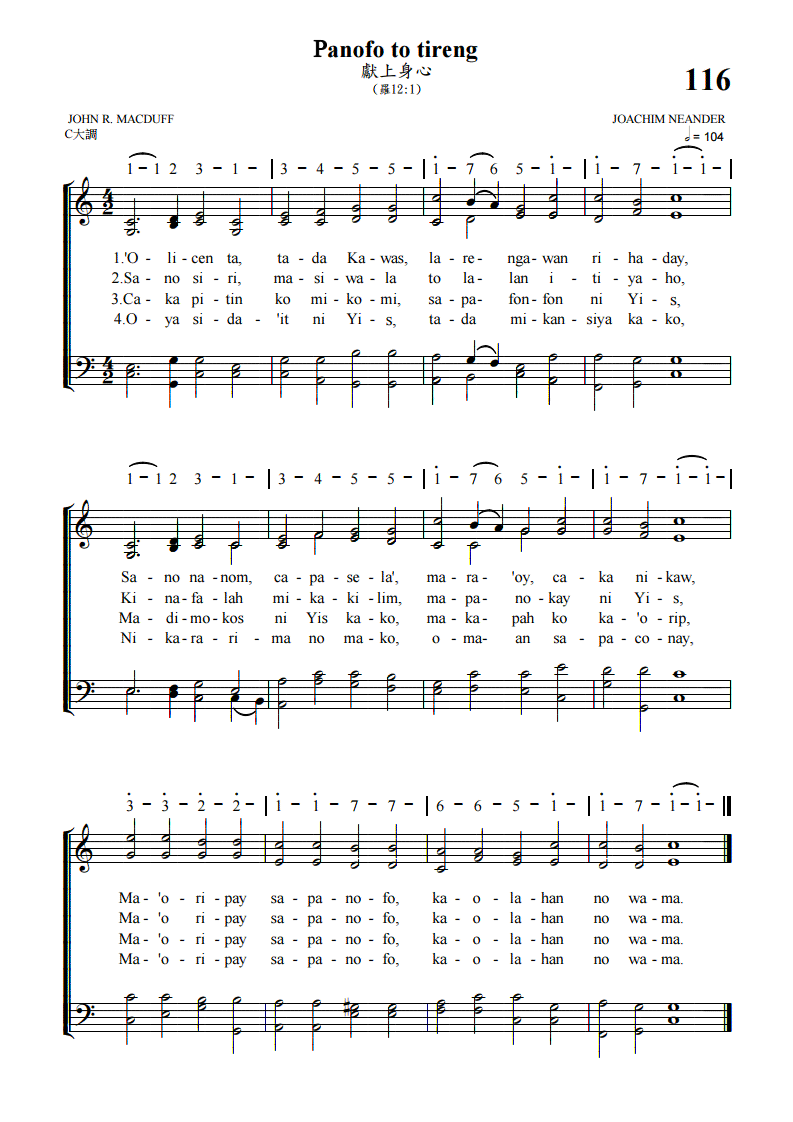 Panofo to tireng
獻上身心
(羅12:1)
116
JOHN R. MACDUFF
JOACHIM NEANDER
C大調
= 104
1 - 1 2 3 - 1 - | 3 - 4 - 5 - 5 - | 1 - 7 6 5 - 1 - | 1 - 7 - 1 - 1 - |
4 2
1.'O - li - cen ta, ta - da Ka - was, la - re - nga - wan ri - ha - day,
2.Sa - no si - ri, ma - si - wa - la to la - lan i - ti - ya - ho,
3.Ca - ka pi - tin ko mi - ko - mi, sa - pa - fon - fon ni Yi - s,
4.O - ya si - da - 'it ni Yi - s, ta - da mi - kan - siya ka - ko,
4 2
1 - 1 2 3 - 1 - | 3 - 4 - 5 - 5 - | 1 - 7 6 5 - 1 - | 1 - 7 - 1 - 1 - |
Sa - no na - nom, ca - pa - se - la', ma - ra - 'oy, ca - ka ni - kaw,
Ki - na - fa - lah mi - ka - ki - lim, ma - pa - no - kay ni Yi - s,
Ma - di - mo - kos ni Yis ka - ko, ma - ka - pah ko ka - 'o - rip,
Ni - ka - ra - ri - ma no ma - ko, o ma - an sa - pa - co - nay,
3 - 3 - 2 - 2 - | 1 - 1 - 7 - 7 - | 6 - 6 - 5 - 1 - | 1 - 7 - 1 - 1 -
Ma - 'o - ri - pay sa - pa - no - fo, ka - o - la - han no wa - ma.
Ma - 'o - ri - pay sa - pa - no - fo, ka - o - la - han no wa - ma.
Ma - 'o - ri - pay sa - pa - no - fo, ka - o - la - han no wa - ma.
Ma - 'o - ri - pay sa - pa - no - fo, ka - o - la - han no wa - ma.